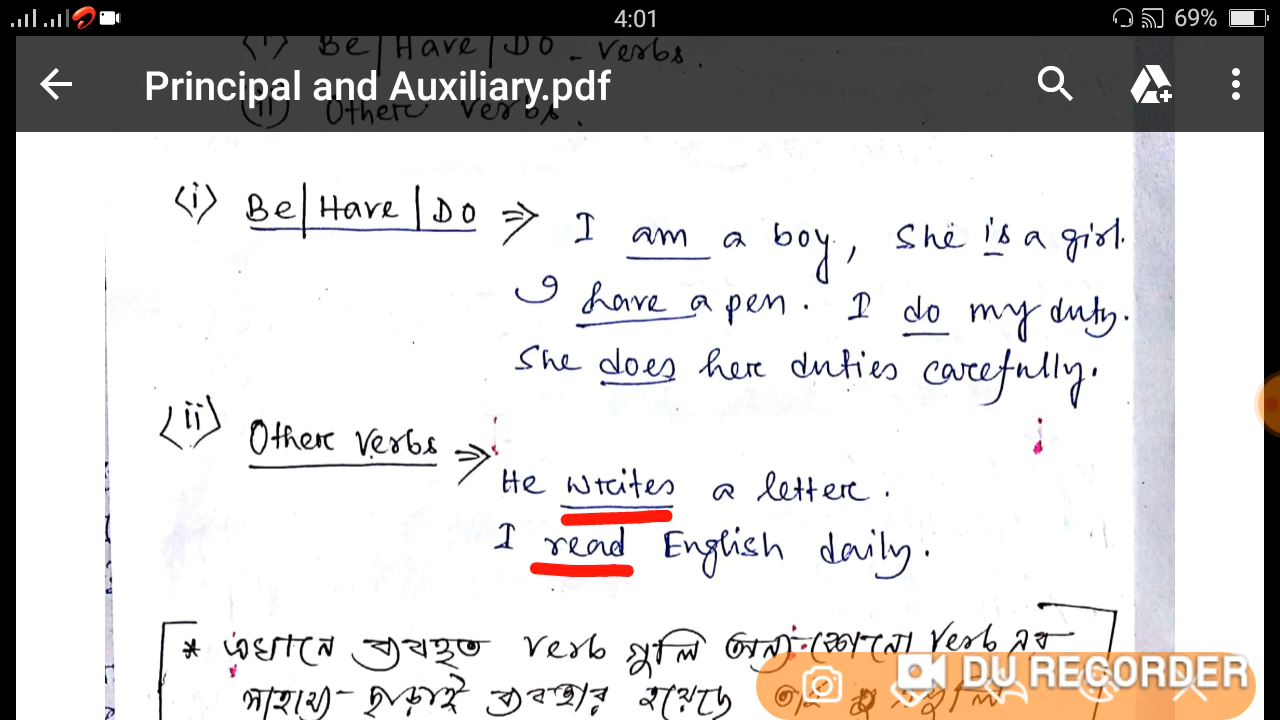 4:01
69%
(i) Be | Have | Do - verbs.
Principal and Auxiliary.pdf
(ii) Other verbs.
<i> Be | Have | Do ⇒ I am a boy, she is a girl.
I have a pen. I do my duty.
She does her duties carefully.
<ii> Other verbs ⇒
He writes a letter.
I read English daily.
* এখানে ব্যবহৃত verb গুলি অন্য কোনো verb এর
সাহায্য ছাড়াই ব্যবহার হয়েছে তাই
DU RECORDER